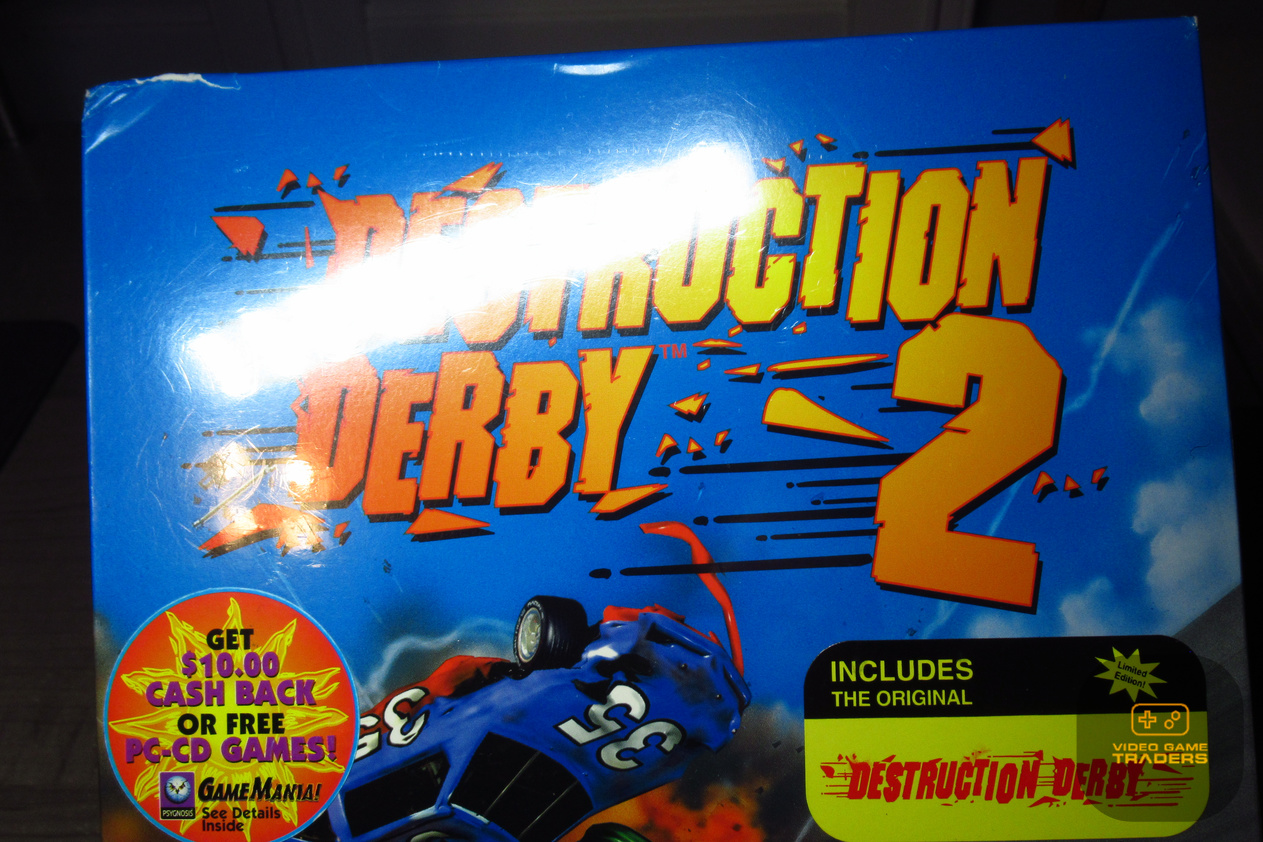 DESTRUCTION
DERBY™
2
GET
$10.00
CASH BACK
OR FREE
PC-CD GAMES!
PSYGNOSIS
GAMEMANIA!
See Details
Inside
35
35
INCLUDES
THE ORIGINAL
Limited
Edition!
DESTRUCTION DERBY
VIDEO GAME
TRADERS